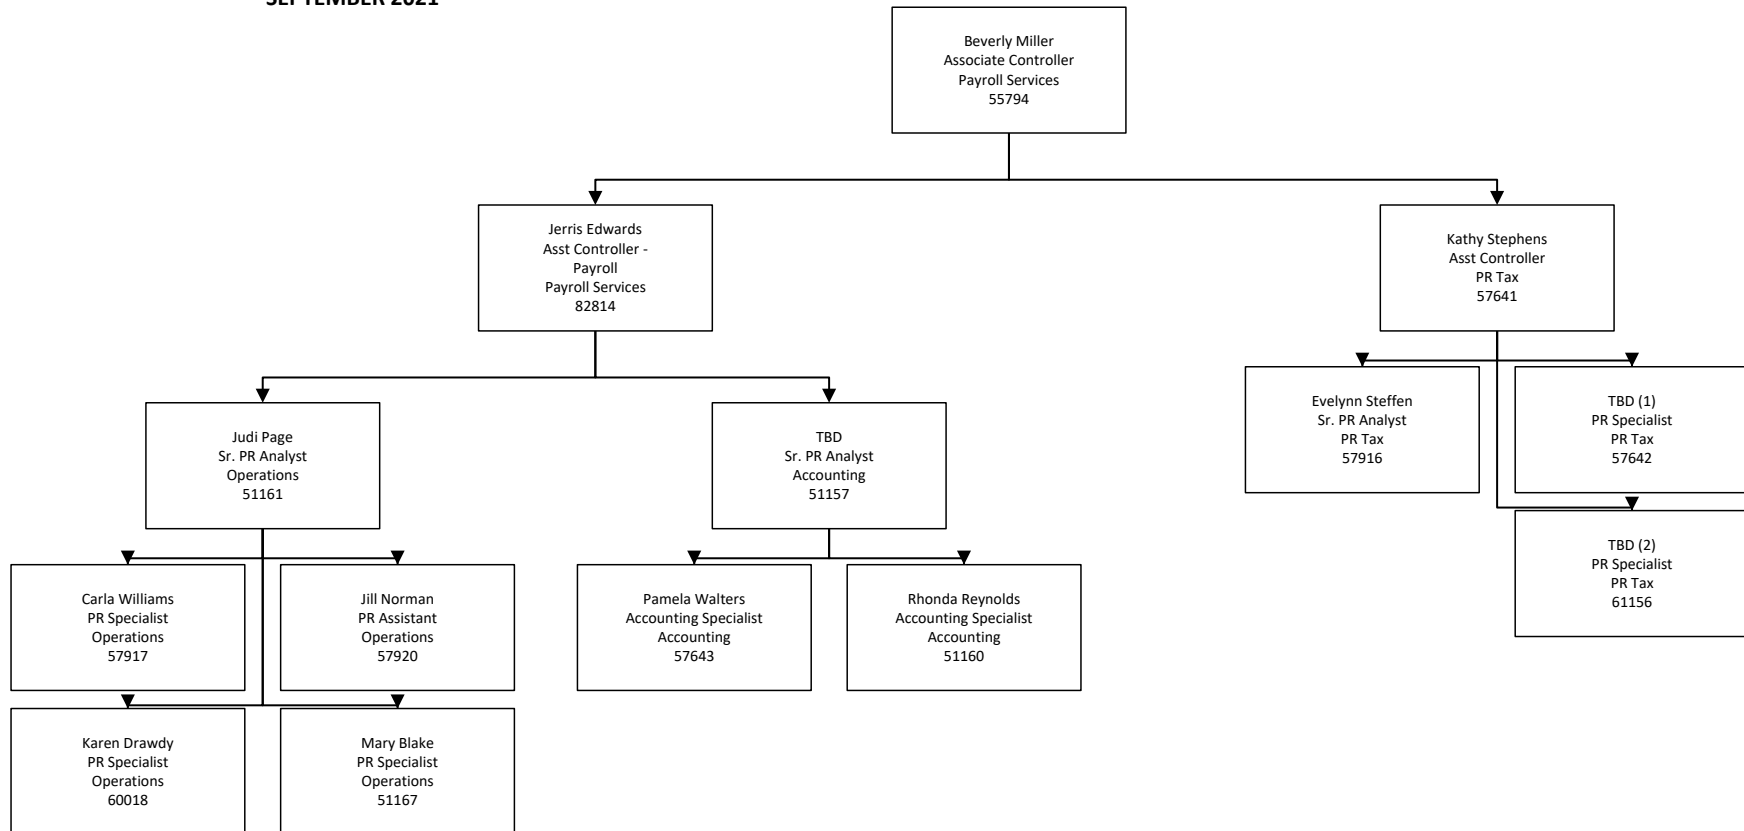 SEPTEMBER 2021
Beverly Miller
Associate Controller
Payroll Services
55794
Jerris Edwards
Asst Controller -
Payroll
Payroll Services
82814
Kathy Stephens
Asst Controller
PR Tax
57641
Judi Page
Sr. PR Analyst
Operations
51161
TBD
Sr. PR Analyst
Accounting
51157
Evelynn Steffen
Sr. PR Analyst
PR Tax
57916
TBD (1)
PR Specialist
PR Tax
57642
TBD (2)
PR Specialist
PR Tax
61156
Carla Williams
PR Specialist
Operations
57917
Jill Norman
PR Assistant
Operations
57920
Pamela Walters
Accounting Specialist
Accounting
57643
Rhonda Reynolds
Accounting Specialist
Accounting
51160
Karen Drawdy
PR Specialist
Operations
60018
Mary Blake
PR Specialist
Operations
51167